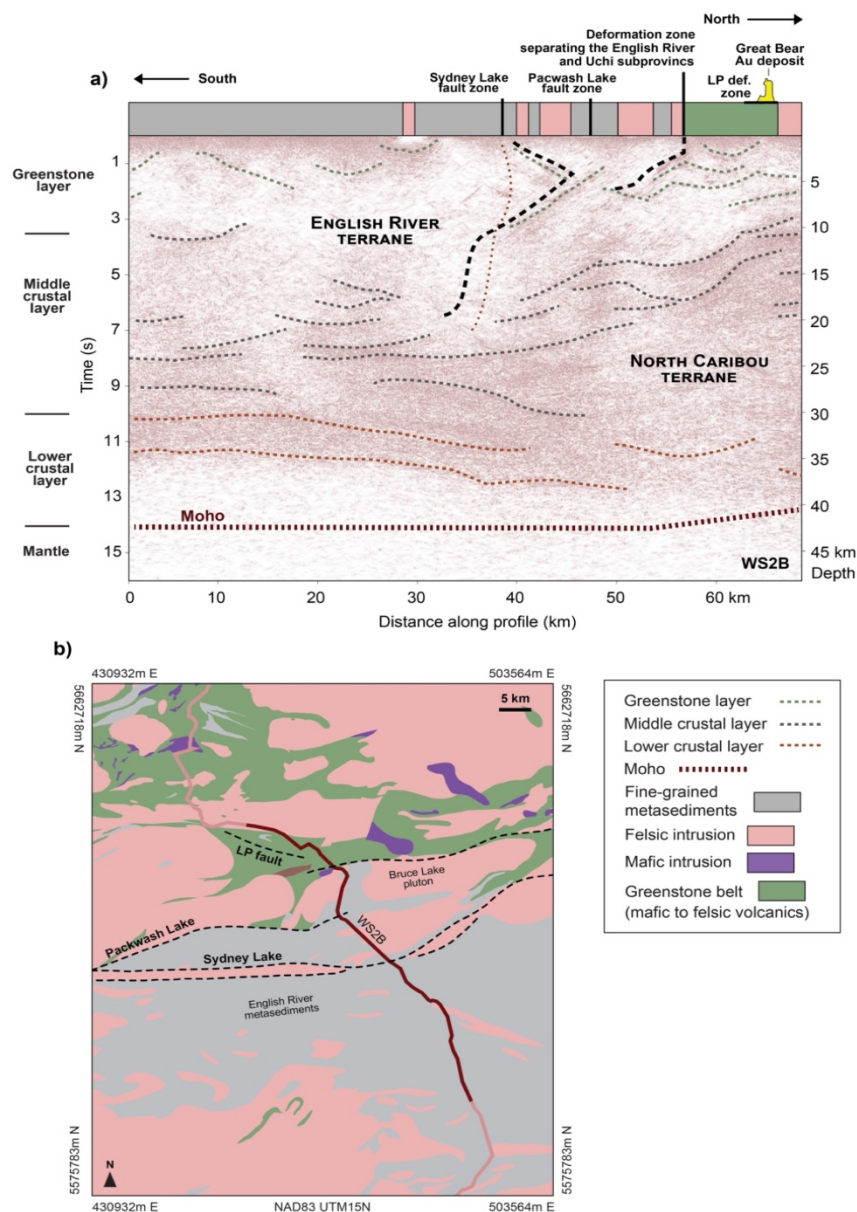 North
Deformation zone
separating the English River
and Uchi subprovincs
Great Bear
Au deposit
a)
South
Sydney Lake
fault zone
Pacwash Lake
fault zone
LP def.
zone
Greenstone
layer
Middle
crustal
layer
Lower
crustal
layer
Mantle
Time (s)
1
3
5
7
9
11
13
15
ENGLISH RIVER
TERRANE
NORTH CARIBOU
TERRANE
Moho
WS2B
5
10
15
20
25
30
35
40
45 km
Depth
0
10
20
30
40
50
60 km
Distance along profile (km)
b)
430932m E
503564m E
5662718m N
5662718m N
5 km
LP fault
Bruce Lake
pluton
Packwash Lake
WS2B
Sydney Lake
English River
metasediments
5575783m N
5575783m N
N
430932m E
NAD83 UTM15N
503564m E
Greenstone layer
Middle crustal layer
Lower crustal layer
Moho
Fine-grained
metasediments
Felsic intrusion
Mafic intrusion
Greenstone belt
(mafic to felsic volcanics)